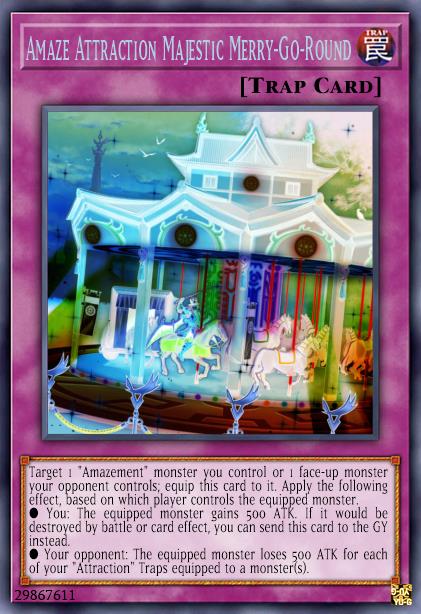 AMAZE ATTRACTION MAJESTIC MERRY-GO-ROUND
TRAP
罠
[TRAP CARD]
Target 1 "Amazement" monster you control or 1 face-up monster
your opponent controls; equip this card to it. Apply the following
effect, based on which player controls the equipped monster.
● You: The equipped monster gains 500 ATK. If it would be
destroyed by battle or card effect, you can send this card to the GY
instead.
● Your opponent: The equipped monster loses 500 ATK for each
of your "Attraction" Traps equipped to a monster(s).
29867611